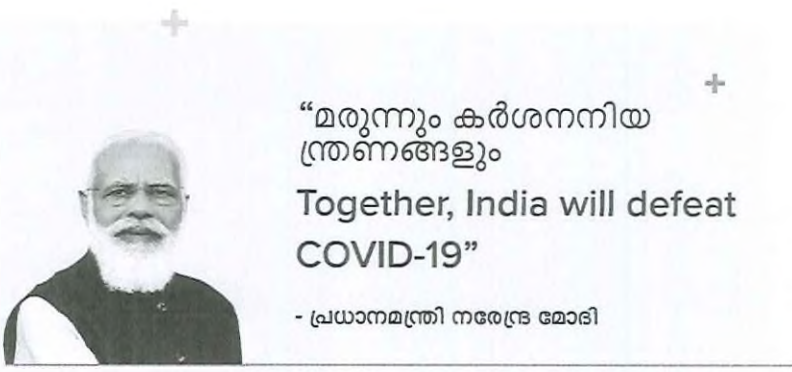 “മരുന്നും കർശനനിയ
ന്ത്രണങ്ങളും
Together, India will defeat
COVID-19”
- പ്രധാനമന്ത്രി നരേന്ദ്ര മോദി